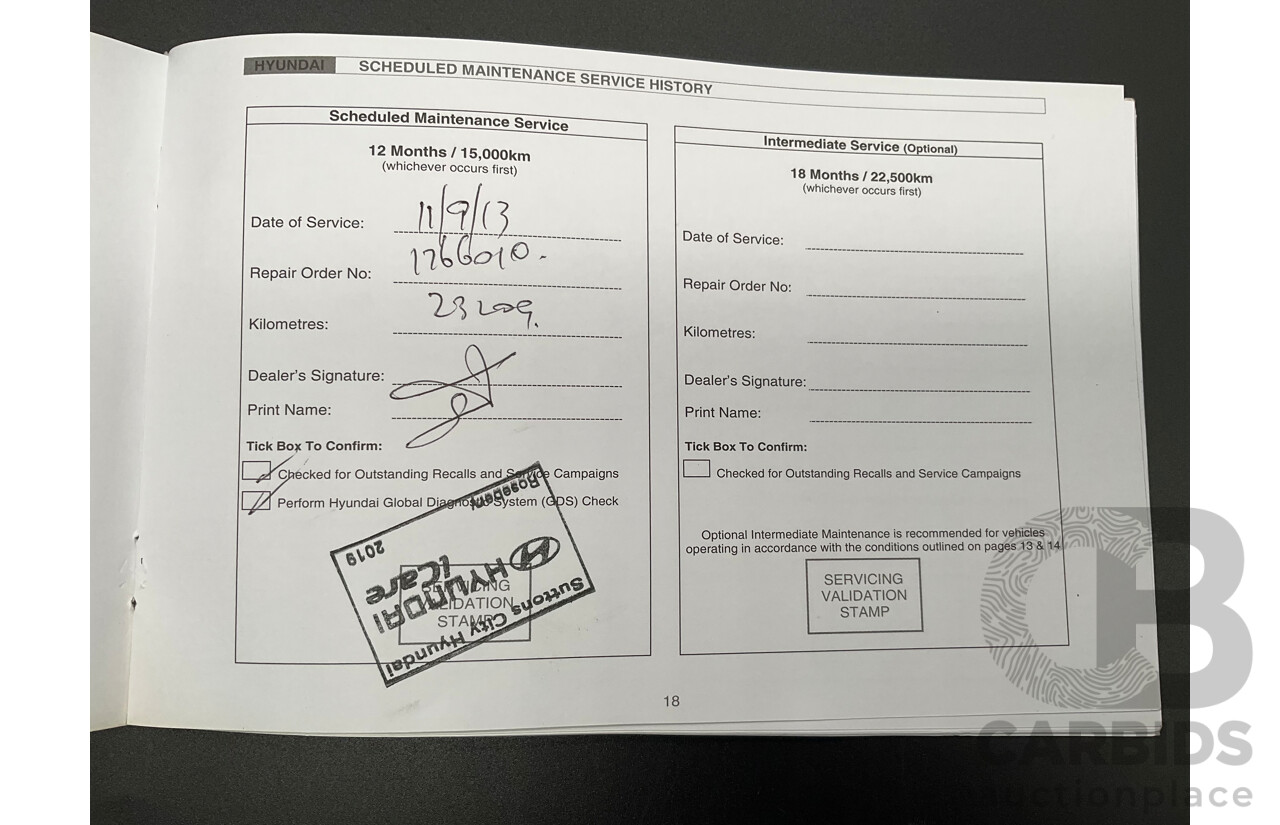 HYUNDAI SCHEDULED MAINTENANCE SERVICE HISTORY
Scheduled Maintenance Service
12 Months / 15,000km
(whichever occurs first)
Date of Service: 11/9/13
Repair Order No: 1766010.
Kilometres:
Dealer's Signature:
Print Name:
Tick Box To Confirm:
Checked for Outstanding Recalls and Service Campaigns
Perform Hyundai Global Diagnostic System (GDS) Check
SERVICING
VALIDATION
STAMP
Suttons City Hyundai
HYUNDAI
iCare
2019
Rosebery
Intermediate Service (Optional)
18 Months / 22,500km
(whichever occurs first)
Date of Service:
Repair Order No:
Kilometres:
Dealer's Signature:
Print Name:
Tick Box To Confirm:
Checked for Outstanding Recalls and Service Campaigns
Optional Intermediate Maintenance is recommended for vehicles
operating in accordance with the conditions outlined on pages 13 & 14
SERVICING
VALIDATION
STAMP
18
CB
CARBIDS
auctionplace